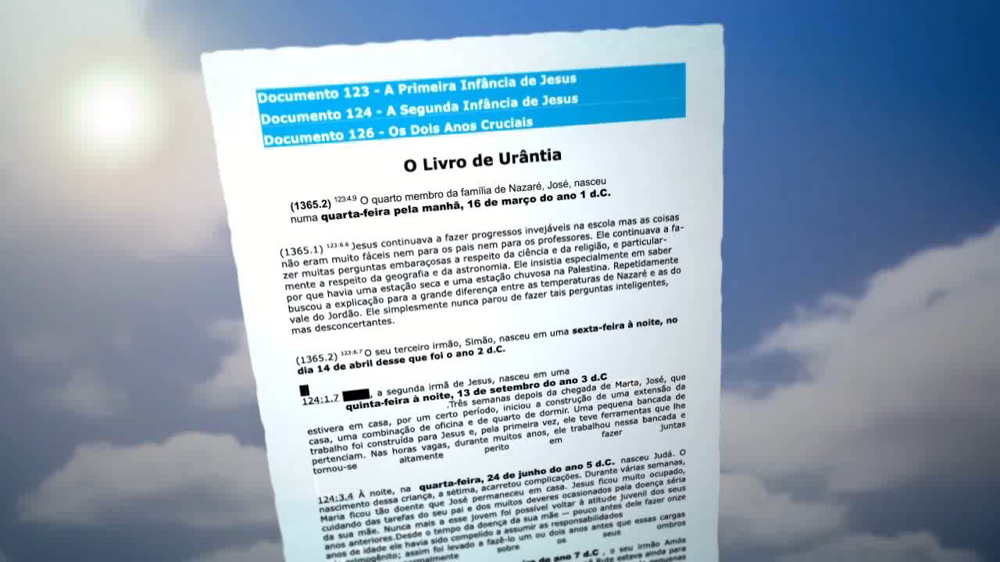 Documento 123 - A Primeira Infância de Jesus
Documento 124 - A Segunda Infância de Jesus
Documento 126 - Os Dois Anos Cruciais
O Livro de Urântia
(1365.2) 123:4.9 O quarto membro da família de Nazaré, José, nasceu
numa quarta-feira pela manhã, 16 de março do ano 1 d.C.
(1365.1) 123:6.6 Jesus continuava a fazer progressos invejáveis na escola mas as coisas
não eram muito fáceis nem para os pais nem para os professores. Ele continuava a fa-
zer muitas perguntas embaraçosas a respeito da ciência e da religião, e particular-
mente a respeito da geografia e da astronomia. Ele insistia especialmente em saber
por que havia uma estação seca e uma estação chuvosa na Palestina. Repetidamente
buscou a explicação para a grande diferença entre as temperaturas de Nazaré e as do
vale do Jordão. Ele simplesmente nunca parou de fazer tais perguntas inteligentes,
mas desconcertantes.
(1365.2) 123:6.7 O seu terceiro irmão, Simão, nasceu em uma sexta-feira à noite, no
dia 14 de abril desse que foi o ano 2 d.C.
124:1.7 , a segunda irmã de Jesus, nasceu em uma
quinta-feira à noite, 13 de setembro do ano 3 d.C
.Três semanas depois da chegada de Marta, José, que
estivera em casa, por um certo período, iniciou a construção de uma extensão da
casa, uma combinação de oficina e de quarto de dormir. Uma pequena bancada de
trabalho foi construída para Jesus e, pela primeira vez, ele teve ferramentas que lhe
pertenciam. Nas horas vagas, durante muitos anos, ele trabalhou nessa bancada e
tornou-se altamente perito em fazer juntas
124:3.4 À noite, na quarta-feira, 24 de junho do ano 5 d.C. nasceu Judá. O
nascimento dessa criança, a sétima, acarretou complicações. Durante várias semanas,
Maria ficou tão doente que José permaneceu em casa. Jesus ficou muito ocupado,
cuidando das tarefas do seu pai e dos muitos deveres ocasionados pela doença séria
da sua mãe. Nunca mais a esse jovem foi possível voltar à atitude juvenil dos seus
anos anteriores.Desde o tempo da doença da sua mãe — pouco antes dele fazer onze
anos de idade ele havia sido compelido a assumir as responsabilidades
primogênito; assim foi levado a fazê-lo um ou dois anos antes que essas cargas
sobre os seus ombros
do ano 7 d.C , o seu irmão Amós